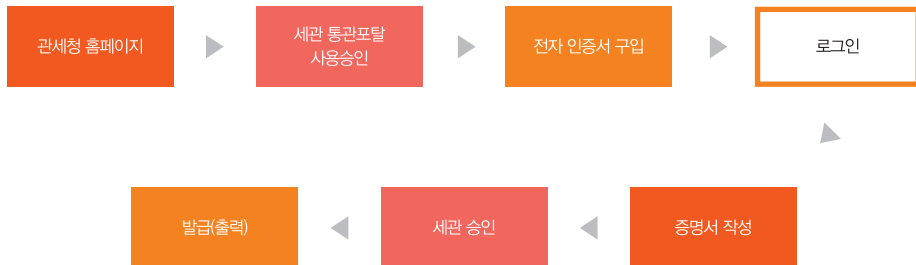 관세청 홈페이지
세관 통관포탈
사용승인
전자 인증서 구입
로그인
증명서 작성
세관 승인
발급(출력)